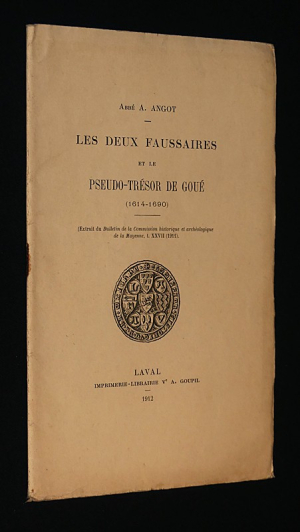 ABBÉ A. ANGOT
LES DEUX FAUSSAIRES
ET LE
PSEUDO-TRÉSOR DE GOUÉ
(1614-1690)
(Extrait du Bulletin de la Commission historique et archéologique
de la Mayenne, t. XXVII (1911).
LAVAL
IMPRIMERIE-LIBRAIRIE Vᵉ A. GOUPIL
1912